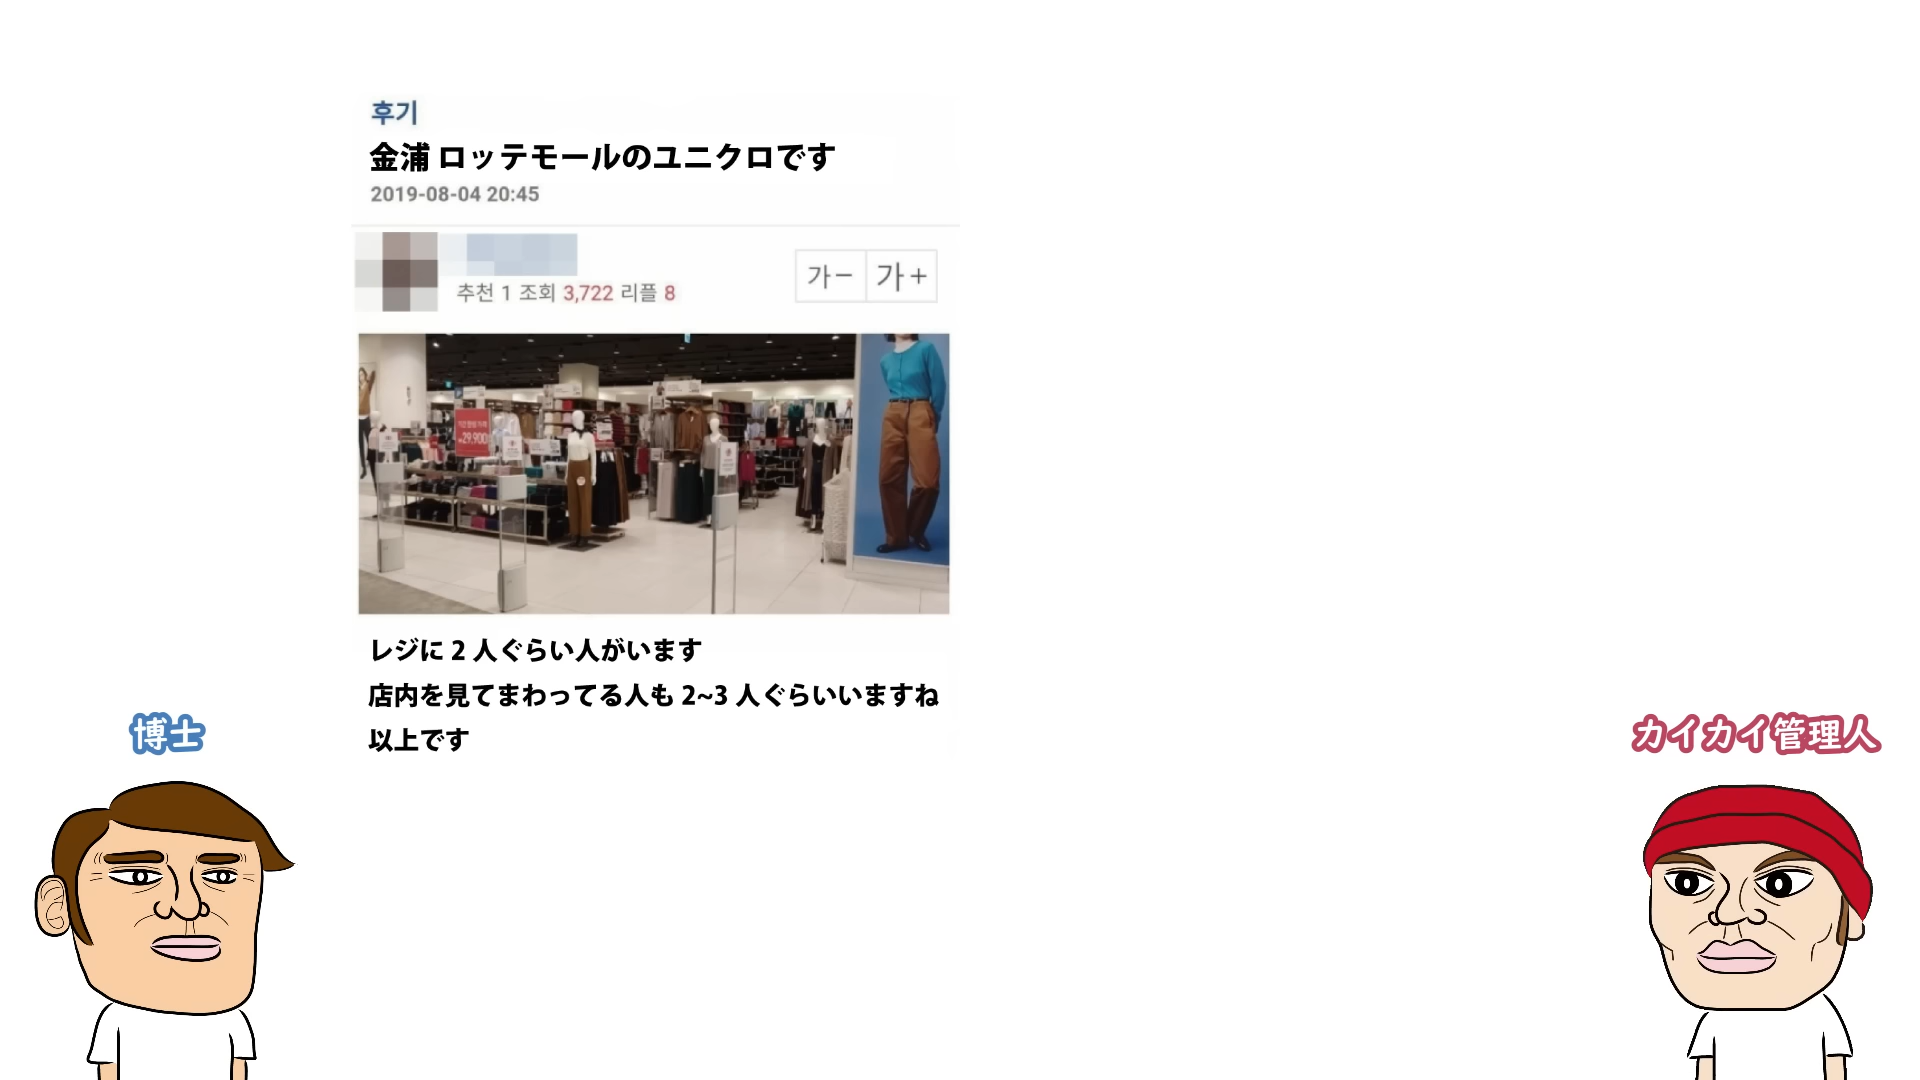 후기
金浦 ロッテモールのユニクロです
2019-08-04 20:45
추천 1 조회 3,722 리플 8
가－ 가＋
29,900
レジに 2 人ぐらい人がいます
店内を見てまわってる人も 2~3 人ぐらいいますね
以上です
博士
カイカイ管理人